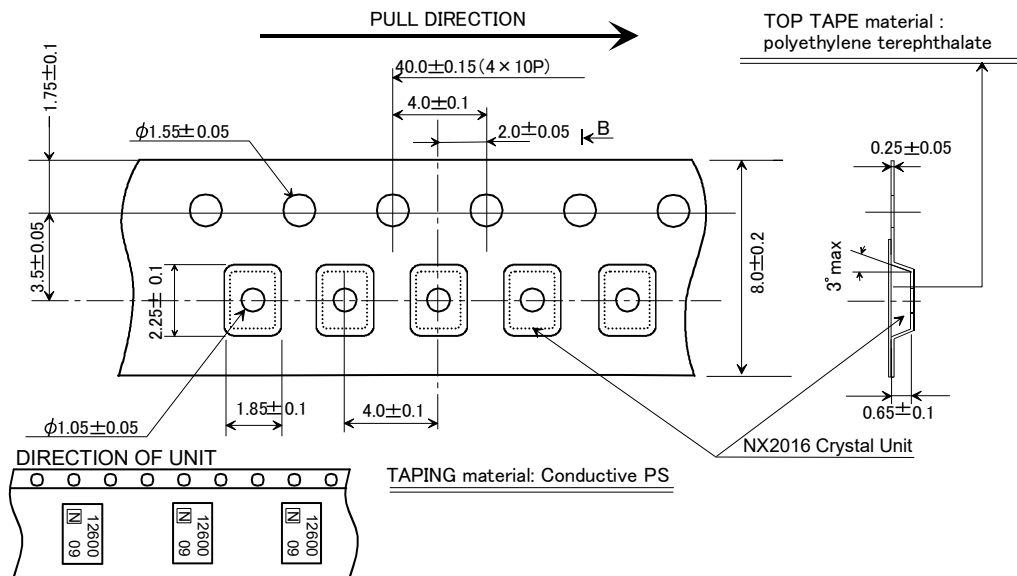 PULL DIRECTION
TOP TAPE material :
polyethylene terephthalate
1.75±0.1
40.0±0.15(4×10P)
4.0±0.1
φ1.55±0.05
2.0±0.05
B
0.25±0.05
3.5±0.05
2.25±0.1
8.0±0.2
3°max
1.85±0.1
4.0±0.1
0.65±0.1
φ1.05±0.05
NX2016 Crystal Unit
DIRECTION OF UNIT
TAPING material: Conductive PS
12600
N 09
12600
N 09
12600
N 09